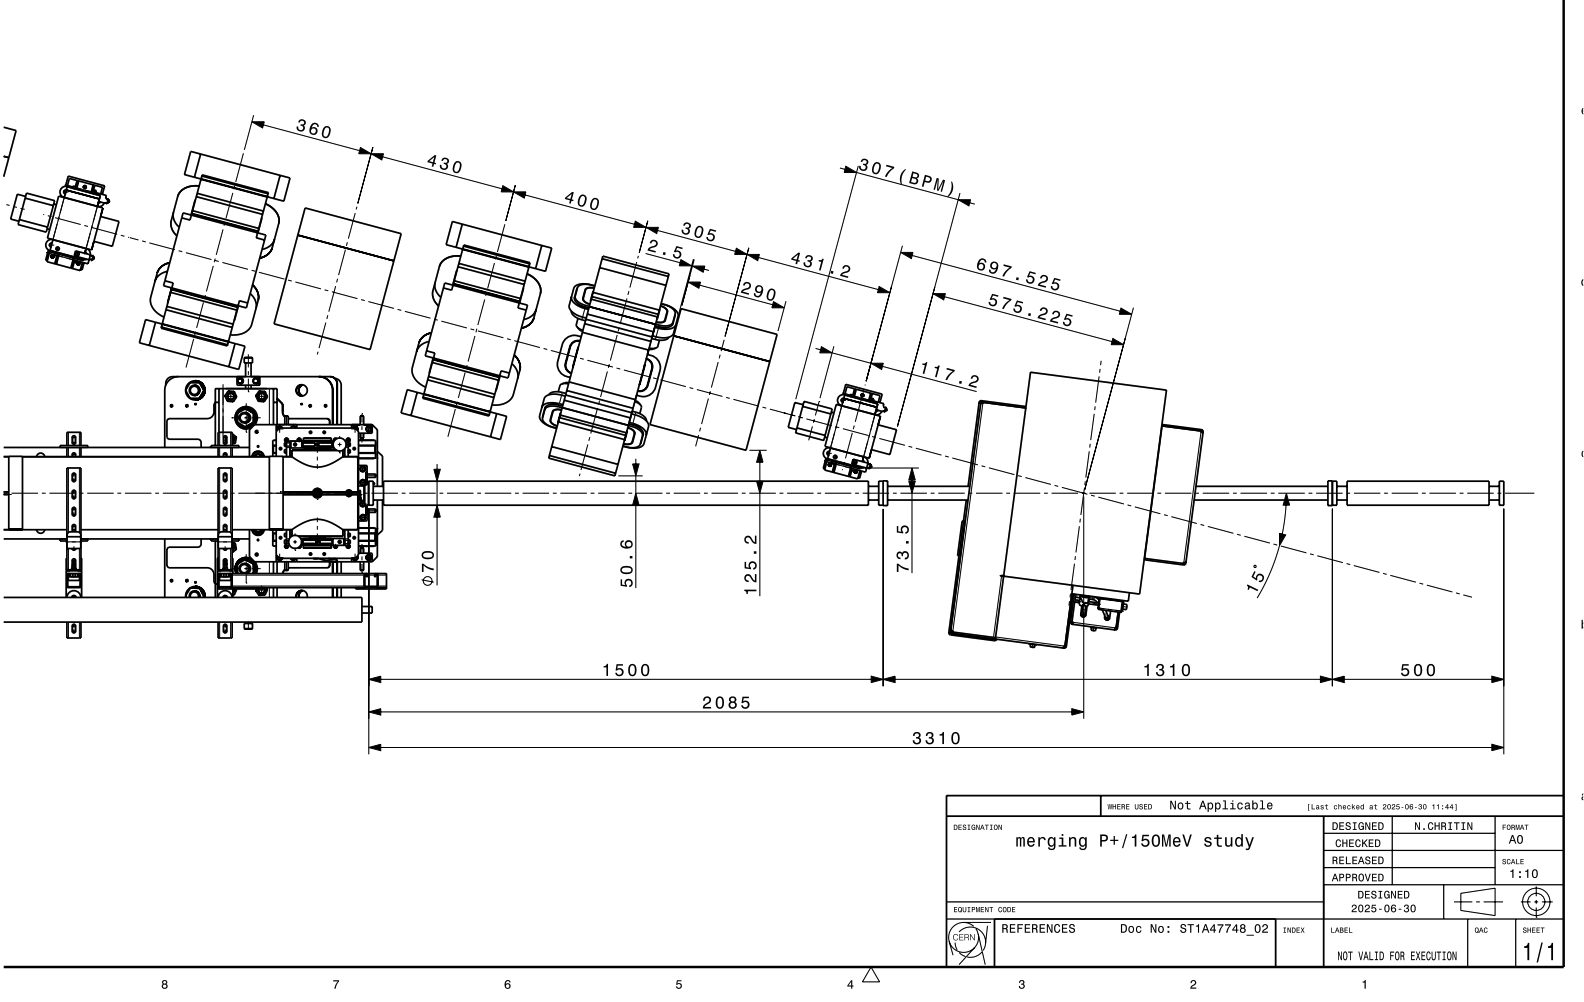 360
430
400
305
2.5
431.2
290
307(BPM)
697.525
575.225
117.2
Φ70
50.6
125.2
73.5
15°
1500
1310
500
2085
3310
WHERE USED Not Applicable [Last checked at 2025-06-30 11:44]
DESIGNATION
merging P+/150MeV study
DESIGNED N.CHRITIN
CHECKED
RELEASED
APPROVED
FORMAT
A0
SCALE
1:10
DESIGNED
2025-06-30
EQUIPMENT CODE
CERN
REFERENCES Doc No: ST1A47748_02
INDEX
LABEL
NOT VALID FOR EXECUTION
QAC
SHEET
1/1
8 7 6 5 4 3 2 1